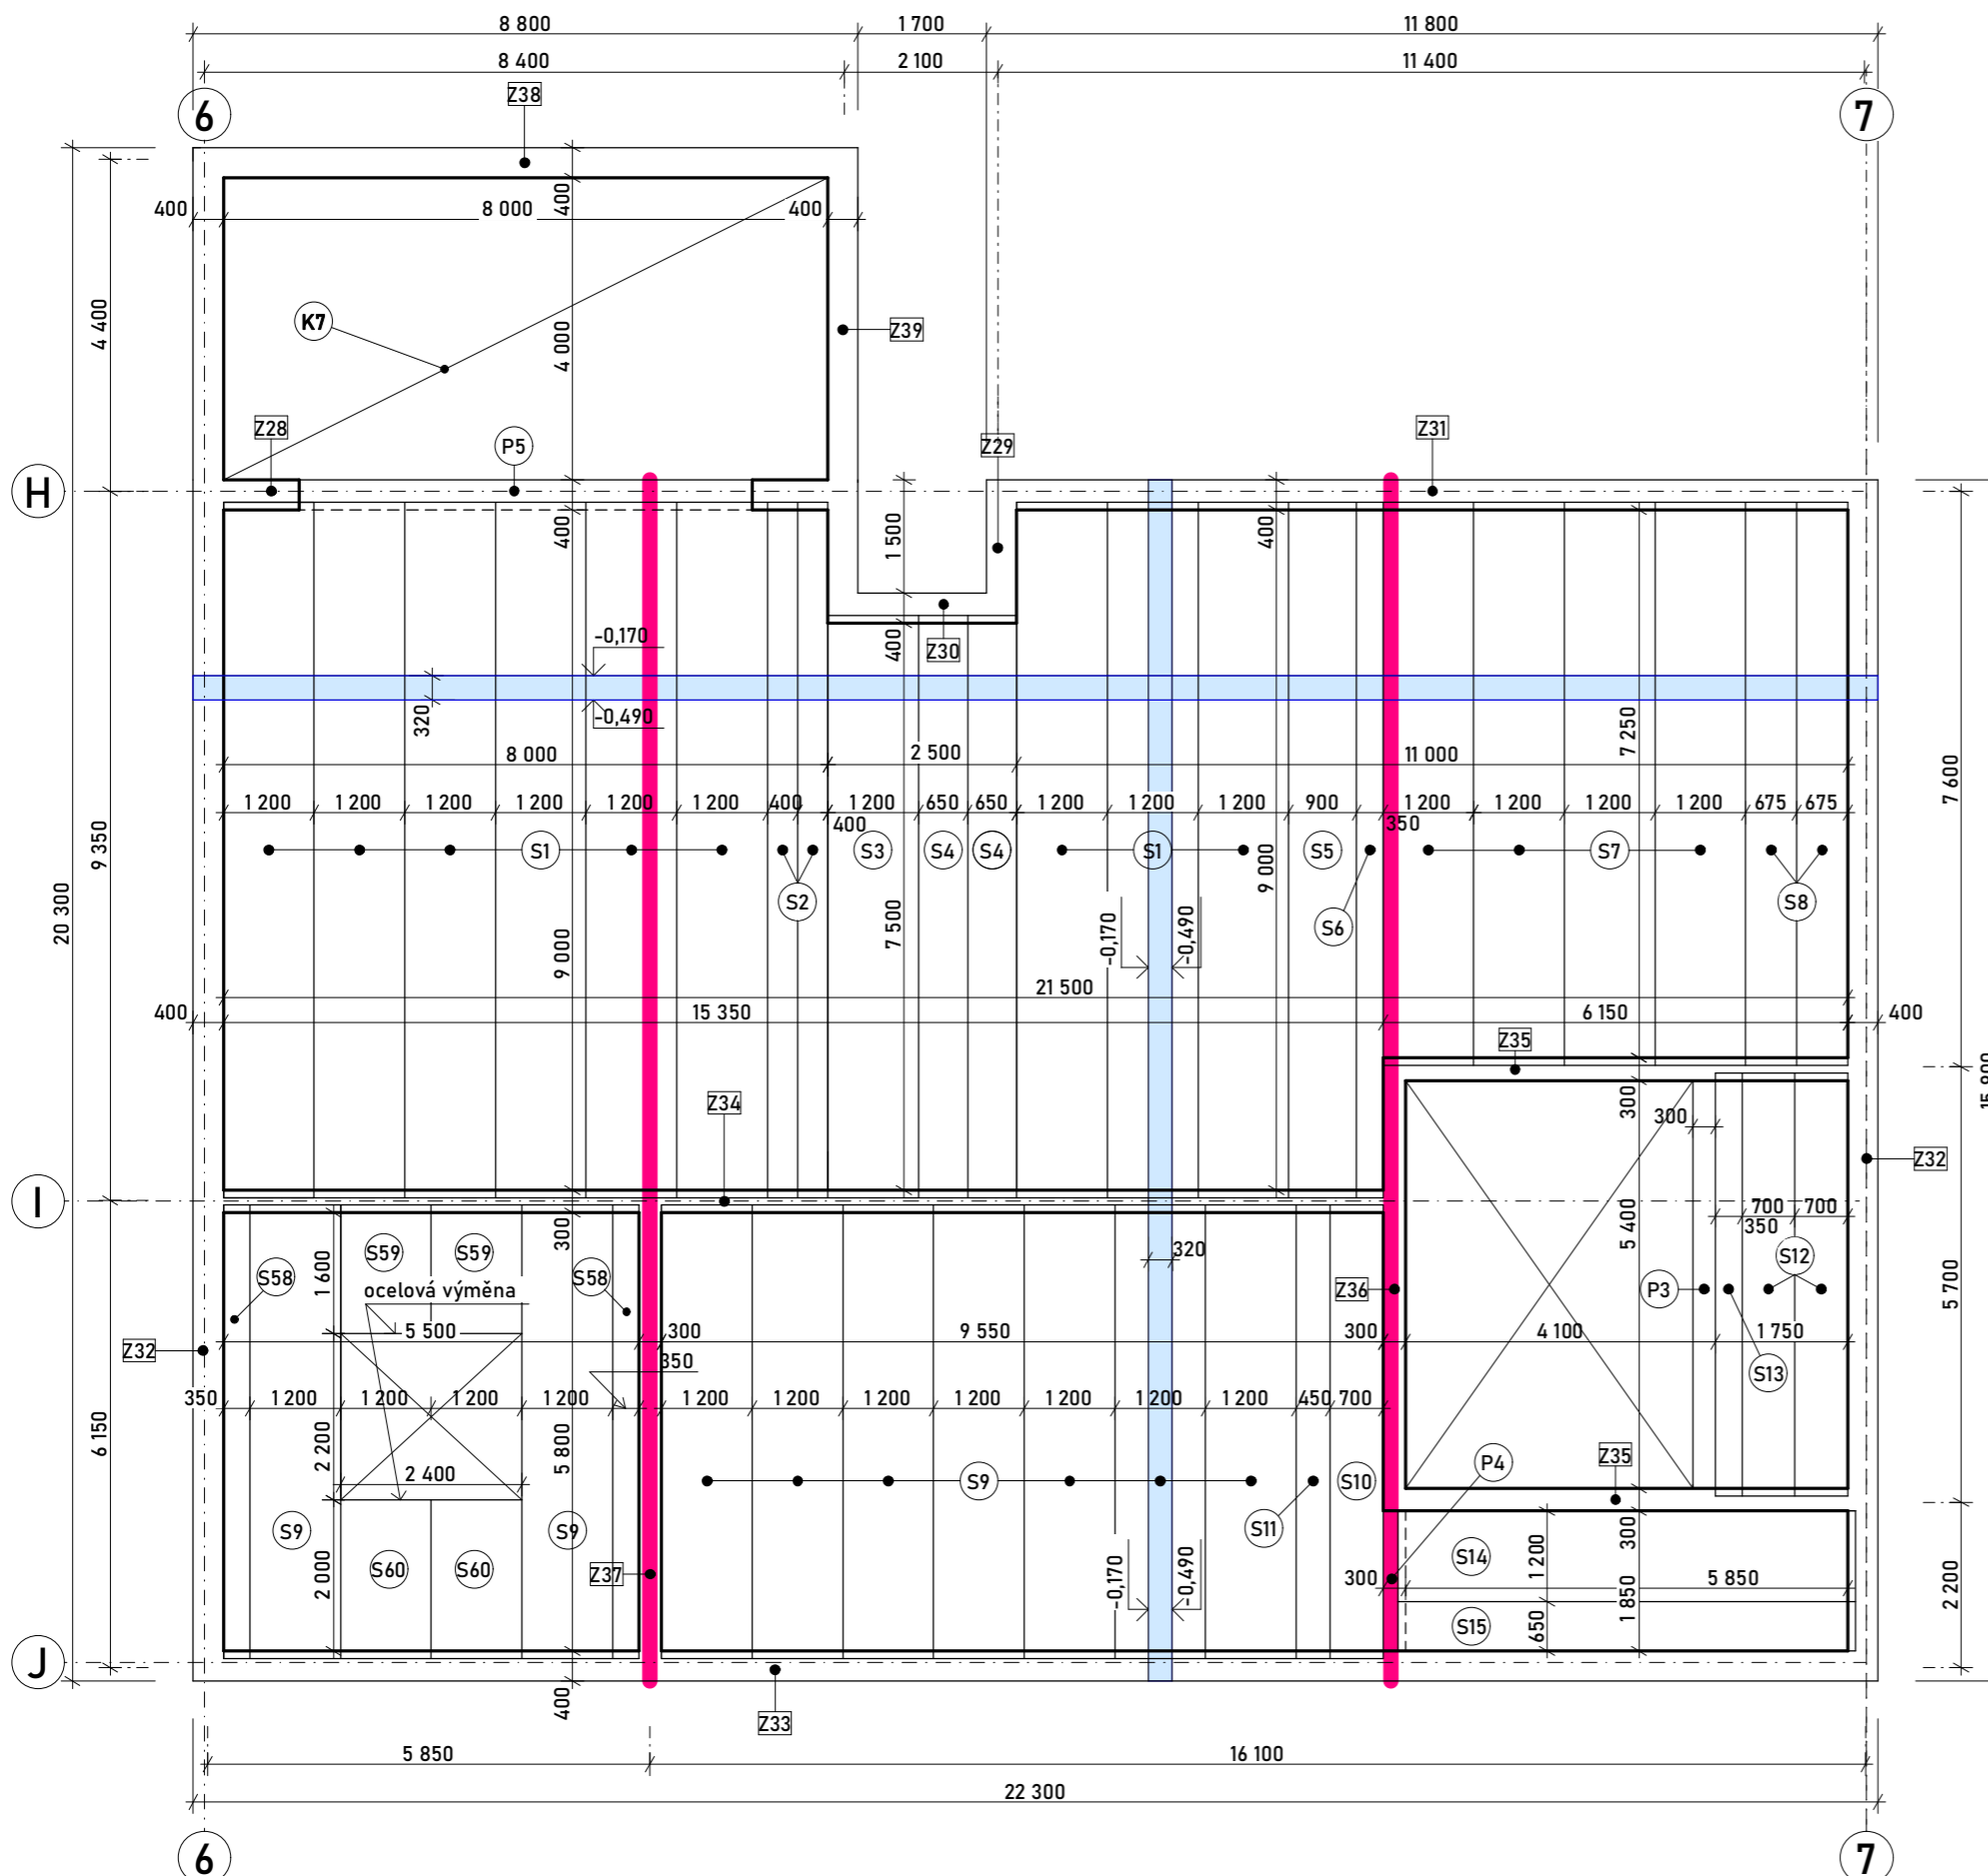 8 800 1 700 11 800
8 400 2 100 11 400
Z38
6 7
400 8 000 400 400
4 400
K7
4 000
Z39
Z28 P5 Z29 Z31
H
400 1 500 400
-0,170
400 Z30
320 -0,490
7 250
8 000 2 500 11 000
1 200 1 200 1 200 1 200 1 200 1 200 400 1 200 650 650 1 200 1 200 1 200 900 1 200 1 200 1 200 1 200 675 675
400 350
S1 S3 S4 S4 S1 S5 S7
S2 S6 S8
9 350 20 300 7 600
9 000 7 500 9 000
-0,170 -0,490
21 500
400 15 350 6 150 400
Z35
15 800
Z34 300 300
Z32
I
700 700
350
300 1 600 S59 S59 320 5 400
S58 S58 S12
ocelová výměna
Z36 P3 5 700
5 500 300 9 550 300 4 100 1 750
Z32
350 S13
350 1 200 1 200 1 200 1 200 1 200 1 200 1 200 1 200 1 200 1 200 1 200 450 700
6 150 2 200 5 800
2 400 P4 Z35
S9 S10
S9 S9 S11
2 000 S60 S60 Z37
-0,170 -0,490
S14 1 200 300
300 5 850
S15 650 1 850 2 200
J
400
Z33
5 850 16 100
22 300
6 7